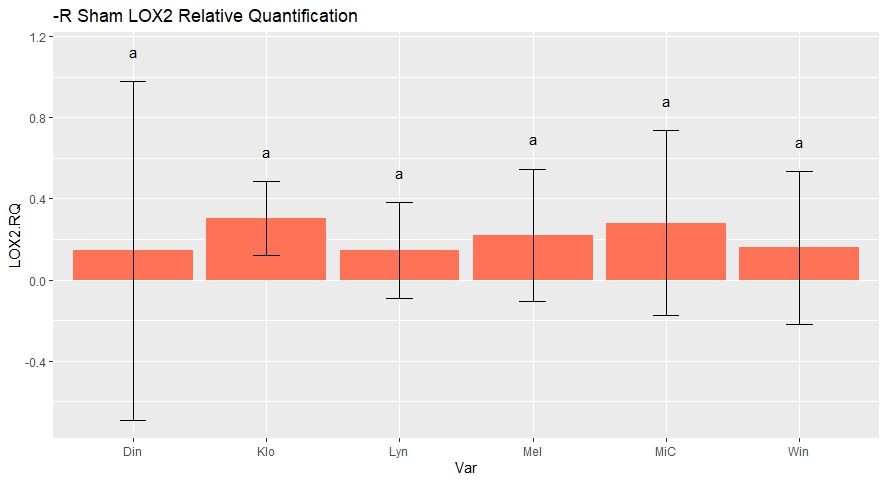 -R Sham LOX2 Relative Quantification
1.2
0.8
0.4
0.0
-0.4
LOX2.RQ
a
a
a
a
a
a
Din
Klo
Lyn
Mel
MiC
Win
Var